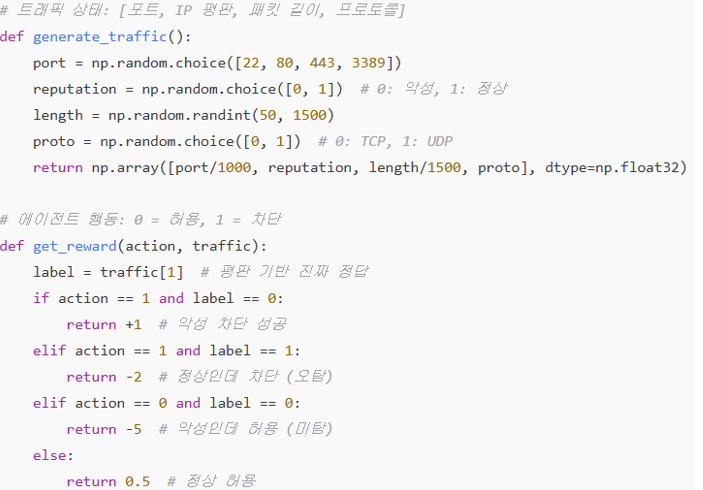 # 트래픽 상태: [포트, IP 평판, 패킷 길이, 프로토콜]
def generate_traffic():
    port = np.random.choice([22, 80, 443, 3389])
    reputation = np.random.choice([0, 1])  # 0: 악성, 1: 정상
    length = np.random.randint(50, 1500)
    proto = np.random.choice([0, 1])  # 0: TCP, 1: UDP
    return np.array([port/1000, reputation, length/1500, proto], dtype=np.float32)

# 에이전트 행동: 0 = 허용, 1 = 차단
def get_reward(action, traffic):
    label = traffic[1]  # 평판 기반 진짜 정답
    if action == 1 and label == 0:
        return +1  # 악성 차단 성공
    elif action == 1 and label == 1:
        return -2  # 정상인데 차단 (오탐)
    elif action == 0 and label == 0:
        return -5  # 악성인데 허용 (미탐)
    else:
        return 0.5  # 정상 허용